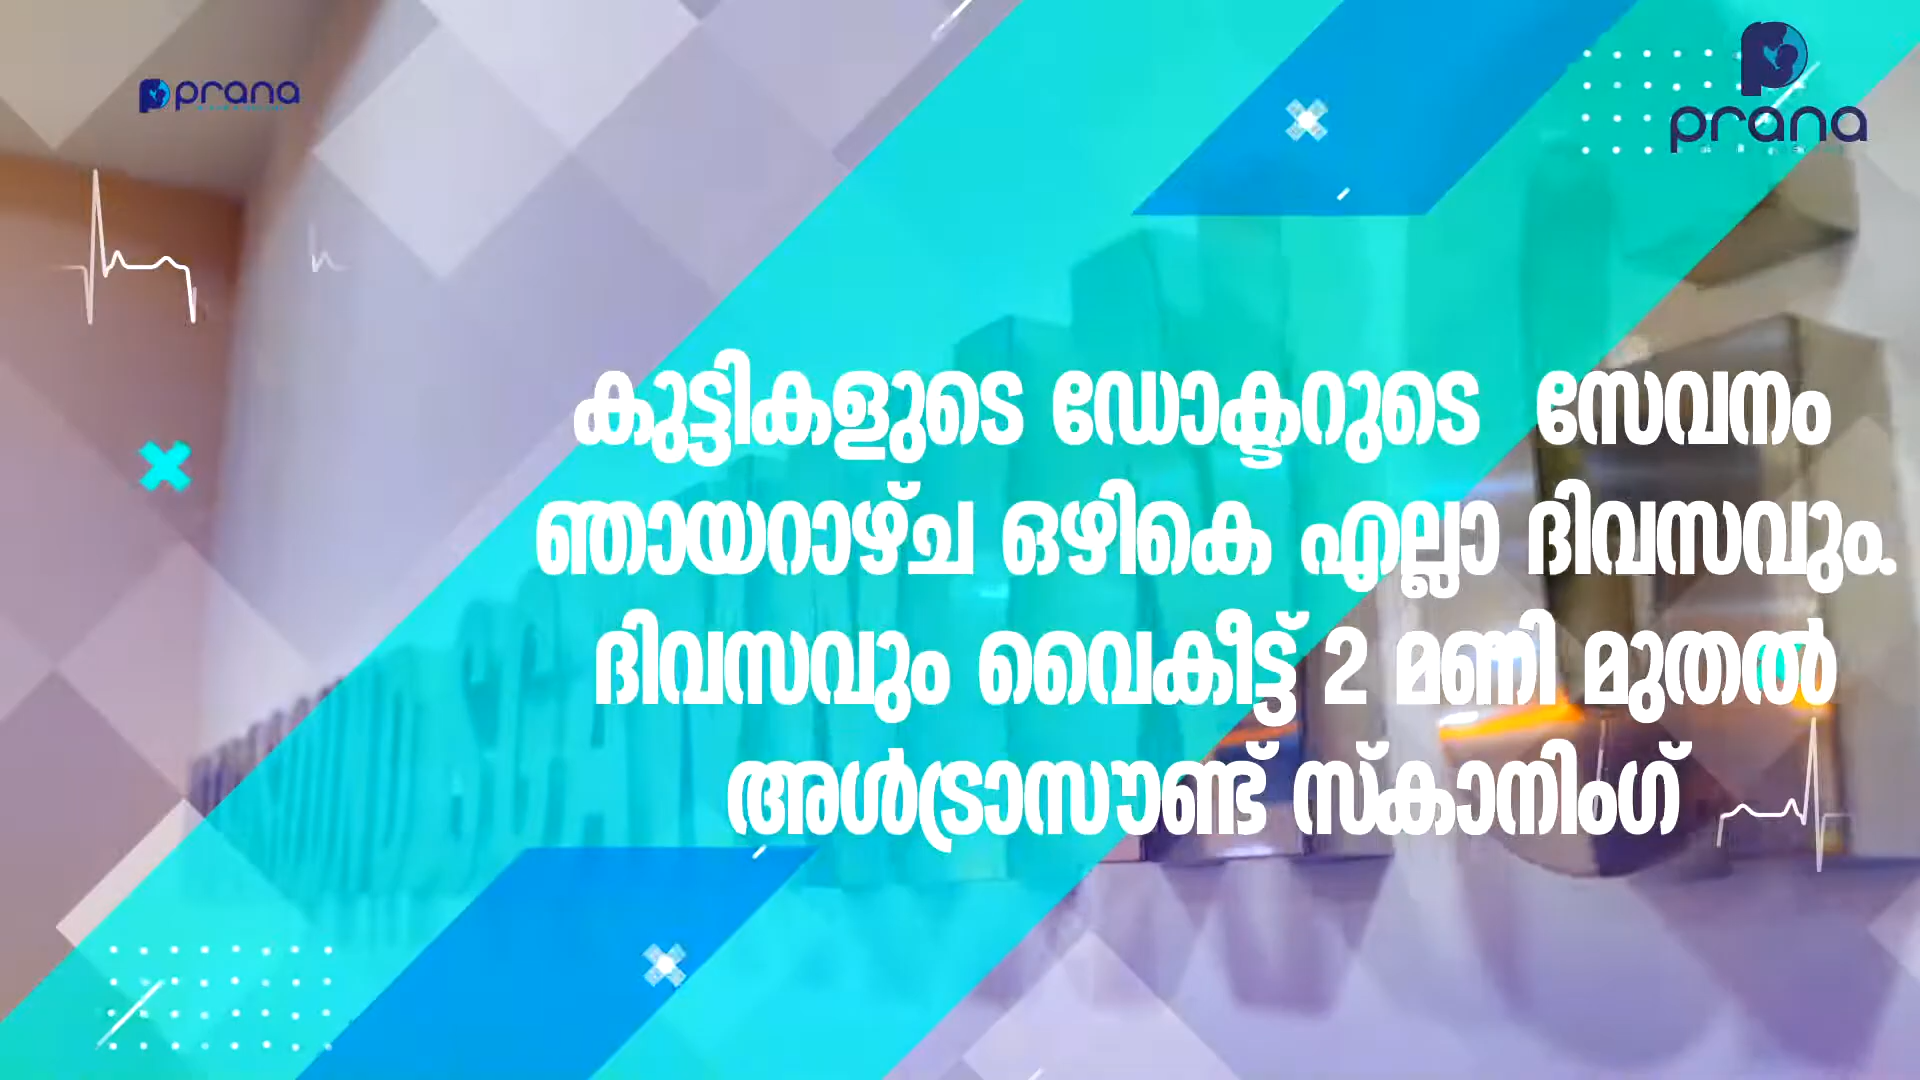 prana
prana
കുട്ടികളുടെ ഡോക്ടറുടെ സേവനം
ഞായറാഴ്ച ഒഴികെ എല്ലാ ദിവസവും.
ദിവസവും വൈകീട്ട് 2 മണി മുതൽ
അൾട്രാസൗണ്ട് സ്കാനിംഗ്